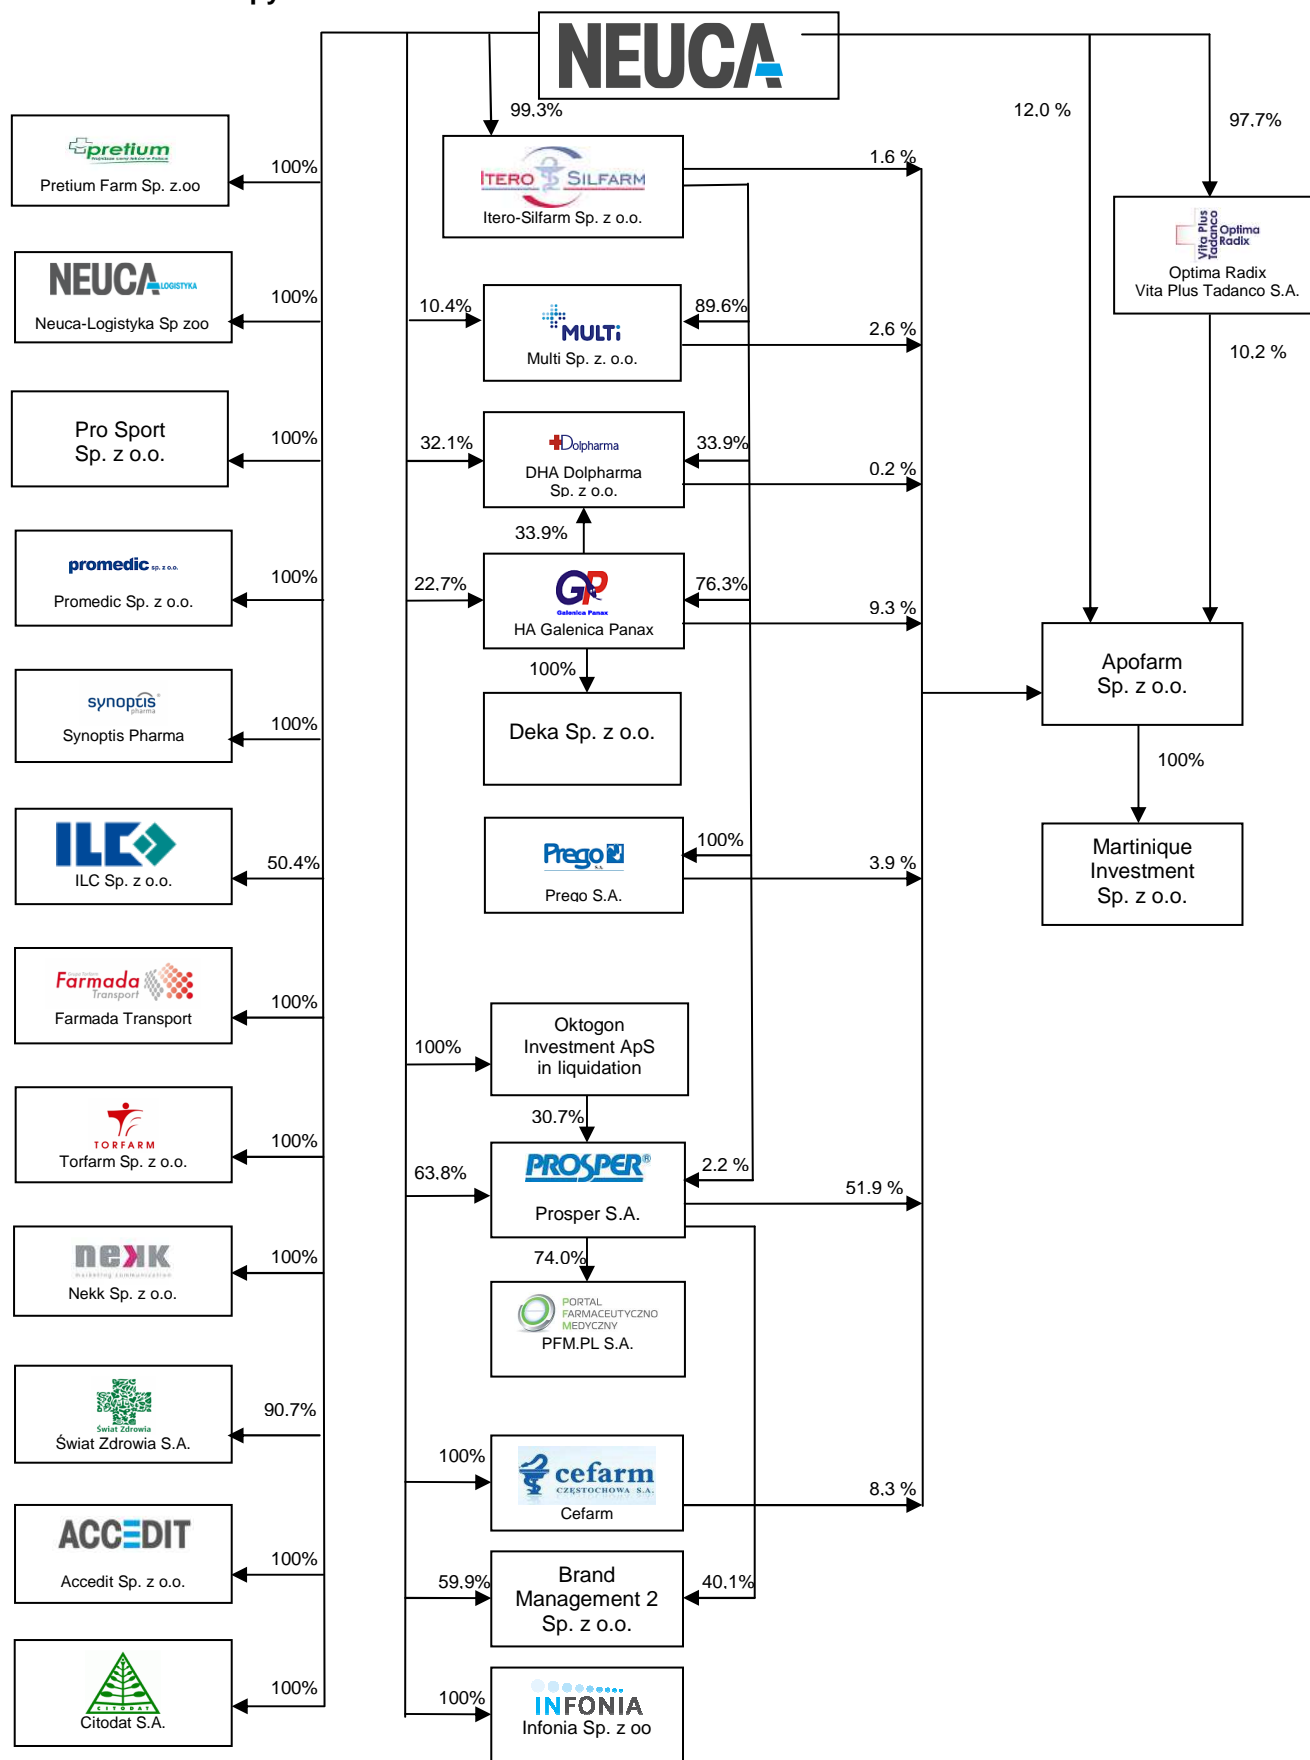 py
NEUCA
99.3%
12.0 %
97.7%
pretium
Pretium Farm Sp. z.oo
100%
ITERO SILFARM
Itero-Silfarm Sp. z o.o.
1.6 %
Vita Plus
Tadanco
Optima
Radix
Optima Radix
Vita Plus Tadanco S.A.
10.2 %
NEUCA LOGISTYKA
Neuca-Logistyka Sp zoo
100%
10.4%
MULTi
Multi Sp. z. o.o.
89.6%
2.6 %
Pro Sport
Sp. z o.o.
100%
32.1%
Dolpharma
DHA Dolpharma
Sp. z o.o.
33.9%
0.2 %
33.9%
promedic sp. z o.o.
Promedic Sp. z o.o.
100%
22.7%
GP
Galenica Panax
HA Galenica Panax
76.3%
9.3 %
100%
Apofarm
Sp. z o.o.
100%
synoptis
pharma
Synoptis Pharma
100%
Deka Sp. z o.o.
ILC
ILC Sp. z o.o.
50.4%
Prego
S.A.
Prego S.A.
100%
3.9 %
Martinique
Investment
Sp. z o.o.
Farmada
Transport
Farmada Transport
100%
100%
Oktogon
Investment ApS
in liquidation
30.7%
TORFARM
Torfarm Sp. z o.o.
100%
63.8%
PROSPER®
Prosper S.A.
2.2 %
51.9 %
74.0%
nekk
marketing communication
Nekk Sp. z o.o.
100%
PORTAL
FARMACEUTYCZNO
MEDYCZNY
PFM.PL S.A.
Świat Zdrowia
Świat Zdrowia S.A.
90.7%
100%
cefarm
CZĘSTOCHOWA S.A.
Cefarm
8.3 %
ACCEDIT
Accedit Sp. z o.o.
100%
59.9%
Brand
Management 2
Sp. z o.o.
40.1%
CITODAT
Citodat S.A.
100%
100%
INFONIA
Infonia Sp. z oo